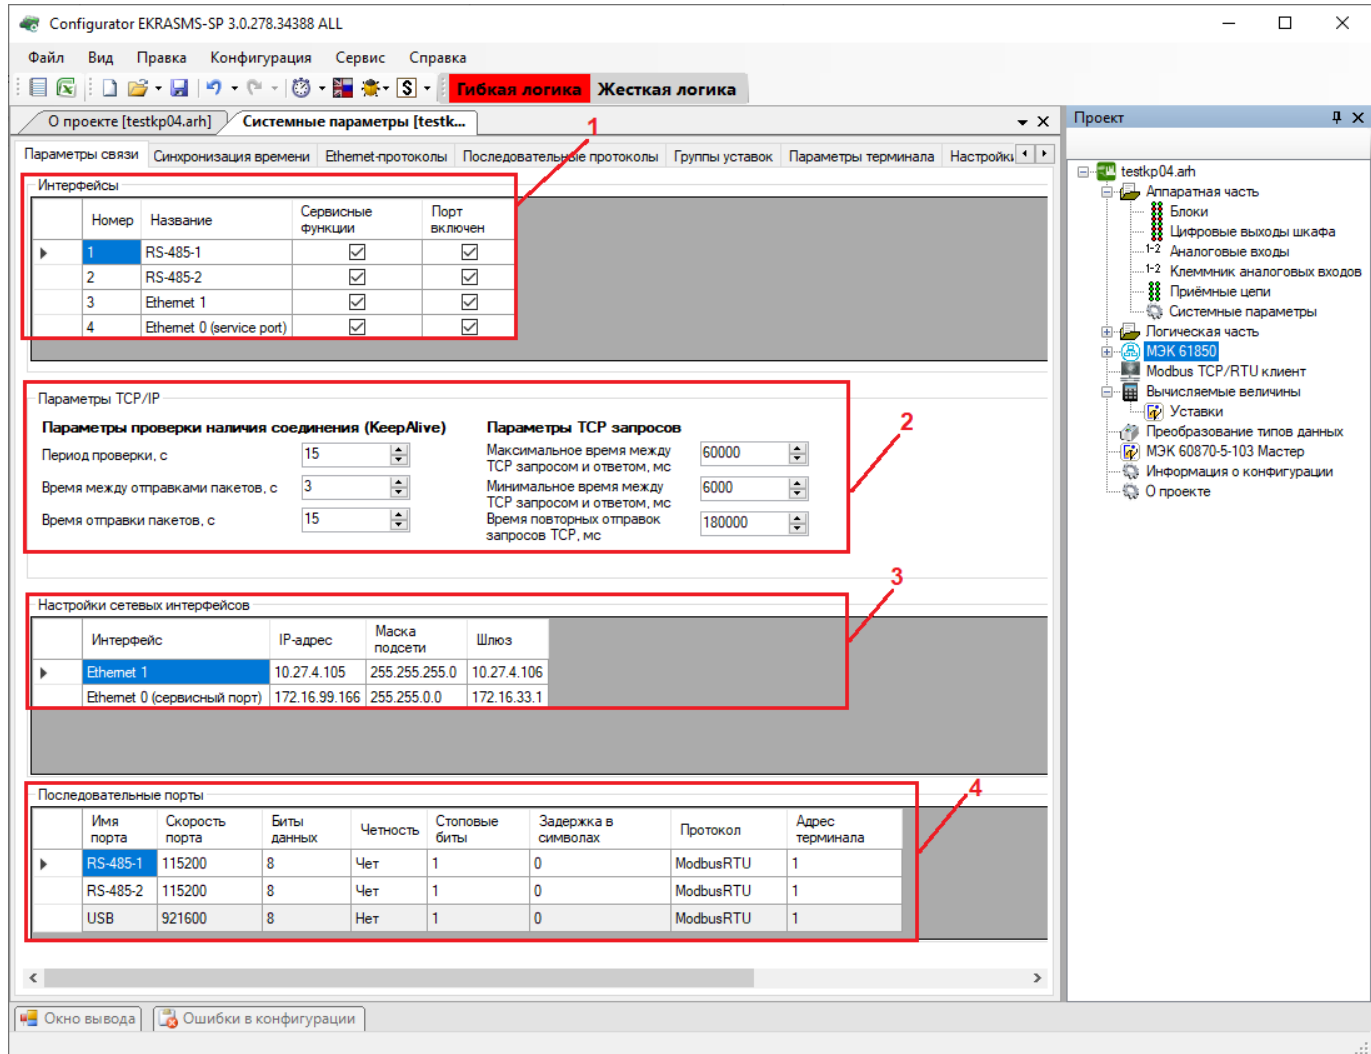 Configurator EKRASMS-SP 3.0.278.34388 ALL
Файл Вид Правка Конфигурация Сервис Справка
Гибкая логика Жесткая логика
О проекте [testkp04.arh] Системные параметры [testk...
1
Параметры связи Синхронизация времени Ethernet-протоколы Последовательные протоколы Группы уставок Параметры терминала Настройки
Интерфейсы
Номер Название Сервисные функции Порт включен
1 RS-485-1
2 RS-485-2
3 Ethernet 1
4 Ethernet 0 (service port)
Параметры TCP/IP
2
Параметры проверки наличия соединения (KeepAlive) Параметры TCP запросов
Период проверки, с 15 Максимальное время между TCP запросом и ответом, мс 60000
Время между отправками пакетов, с 3 Минимальное время между TCP запросом и ответом, мс 6000
Время отправки пакетов, с 15 Время повторных отправок запросов TCP, мс 180000
3
Настройки сетевых интерфейсов
Интерфейс IP-адрес Маска подсети Шлюз
Ethernet 1 10.27.4.105 255.255.255.0 10.27.4.106
Ethernet 0 (сервисный порт) 172.16.99.166 255.255.0.0 172.16.33.1
4
Последовательные порты
Имя порта Скорость порта Биты данных Четность Стоповые биты Задержка в символах Протокол Адрес терминала
RS-485-1 115200 8 Чет 1 0 ModbusRTU 1
RS-485-2 115200 8 Чет 1 0 ModbusRTU 1
USB 921600 8 Нет 1 0 ModbusRTU 1
Окно вывода Ошибки в конфигурации
Проект
testkp04.arh
Аппаратная часть
Блоки
Цифровые выходы шкафа
1-2 Аналоговые входы
1-2 Клеммник аналоговых входов
Приёмные цепи
Системные параметры
Логическая часть
МЭК 61850
Modbus TCP/RTU клиент
Вычисляемые величины
Уставки
Преобразование типов данных
МЭК 60870-5-103 Мастер
Информация о конфигурации
О проекте